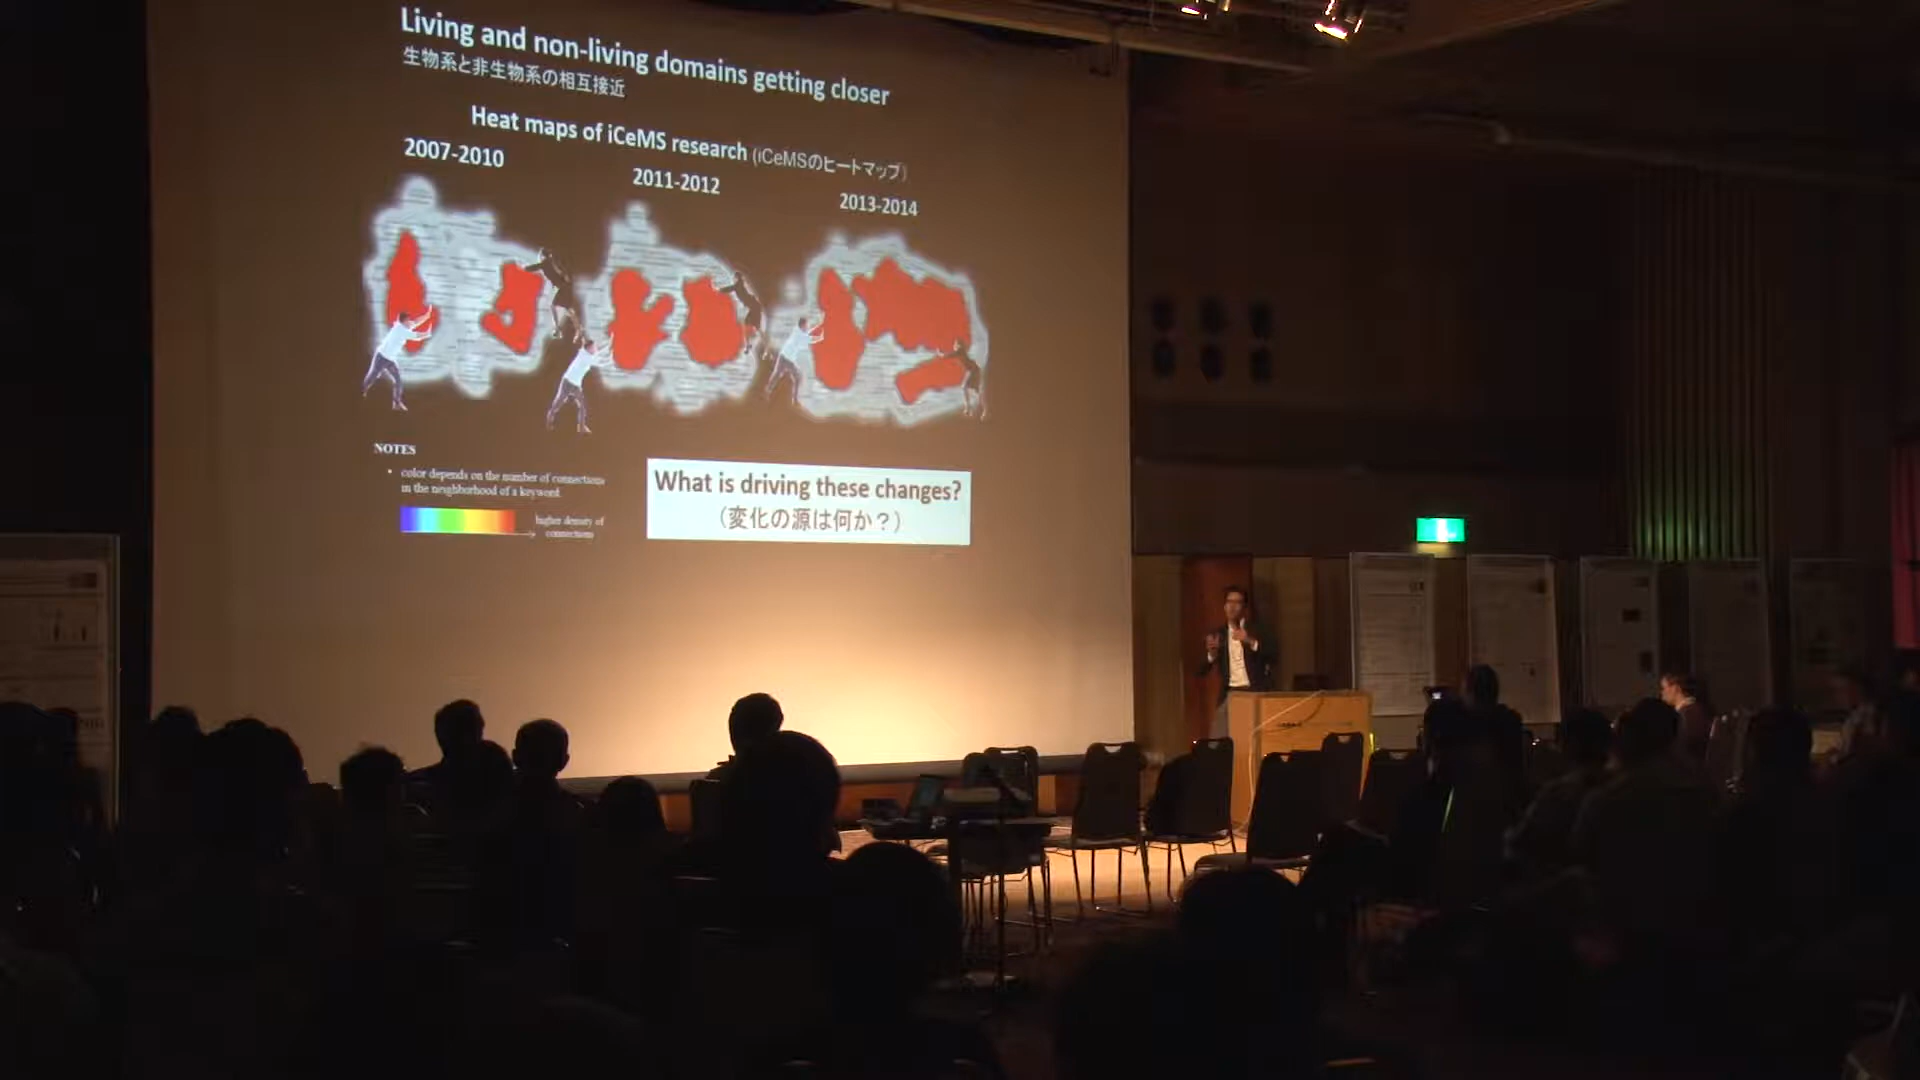 Living and non-living domains getting closer
生物系と非生物系の相互接近
Heat maps of iCeMS research (iCeMSのヒートマップ)
2007-2010
2011-2012
2013-2014
NOTES
• color depends on the number of connections
in the neighborhood of a keyword.
higher density of
connections
What is driving these changes?
(変化の源は何か？)